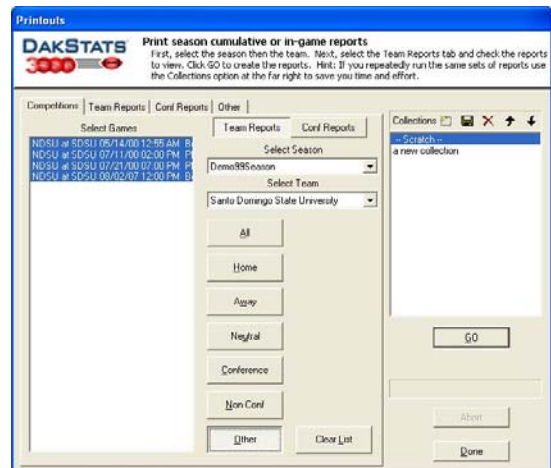 Printouts
DAKSTATS
3000
Print season cumulative or in-game reports
First, select the season then the team. Next, select the Team Reports tab and check the reports
to view. Click GO to create the reports. Hint: If you repeatedly run the same sets of reports use
the Collections option at the far right to save you time and effort.
Competitions Team Reports Conf Reports Other
Select Games
NDSU at SDSU 05/14/00 12:55 AM
NDSU at SDSU 07/11/00 02:00 PM
NDSU at SDSU 07/21/00 07:00 PM
NDSU at SDSU 08/02/07 12:00 PM
Team Reports Conf Reports
Select Season
Demo99Season
Select Team
Santo Domingo State University
All
Home
Away
Neutral
Conference
Non Conf
Other Clear List
Collections
-- Scratch --
a new collection
GO
Abort
Done